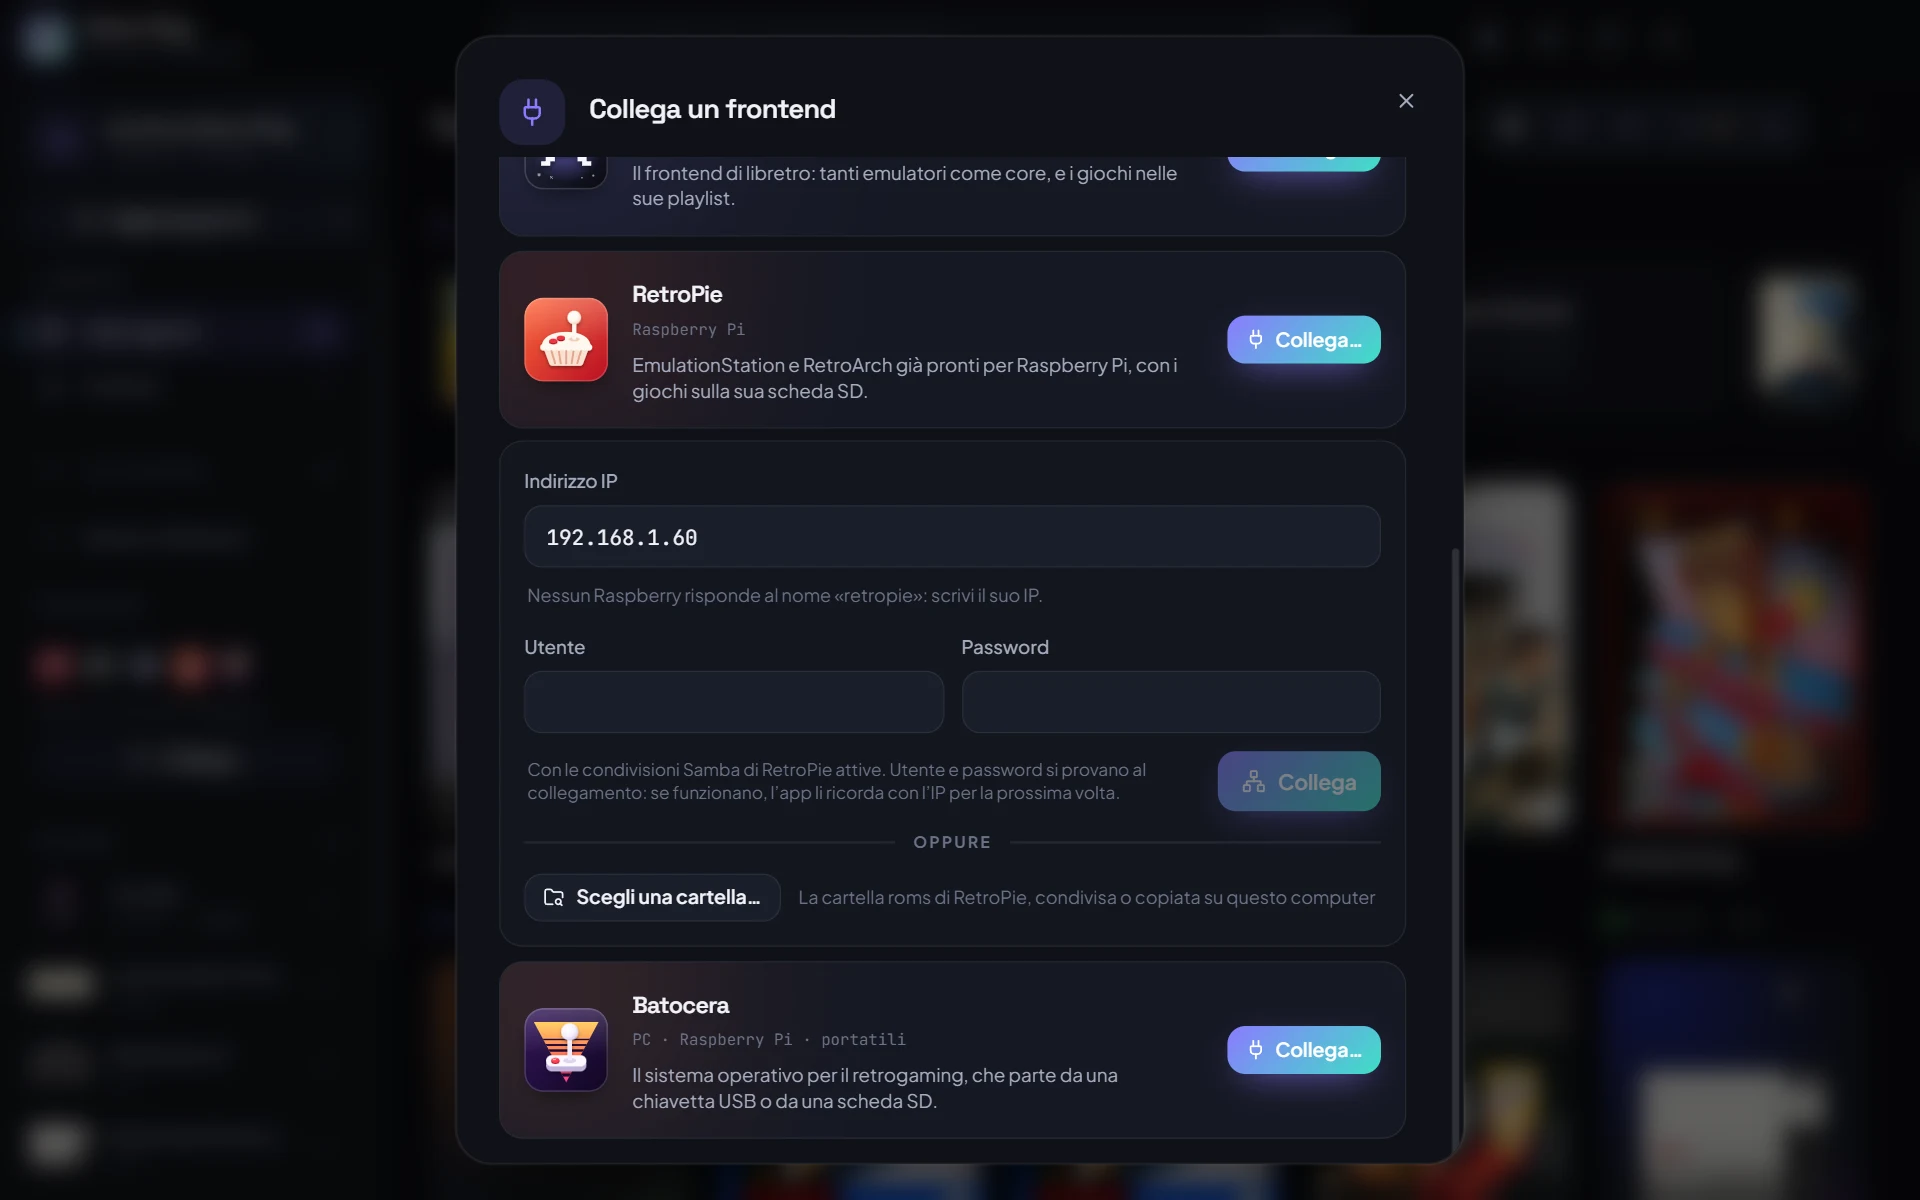 Collega un frontend
Il frontend di libretro: tanti emulatori come core, e i giochi nelle
sue playlist.
RetroPie
Raspberry Pi
EmulationStation e RetroArch già pronti per Raspberry Pi, con i
giochi sulla sua scheda SD.
Collega…
Indirizzo IP
192.168.1.60
Nessun Raspberry risponde al nome «retropie»: scrivi il suo IP.
Utente
Password
Con le condivisioni Samba di RetroPie attive. Utente e password si provano al
collegamento: se funzionano, l’app li ricorda con l’IP per la prossima volta.
Collega
OPPURE
Scegli una cartella…
La cartella roms di RetroPie, condivisa o copiata su questo computer
Batocera
PC · Raspberry Pi · portatili
Il sistema operativo per il retrogaming, che parte da una
chiavetta USB o da una scheda SD.
Collega…